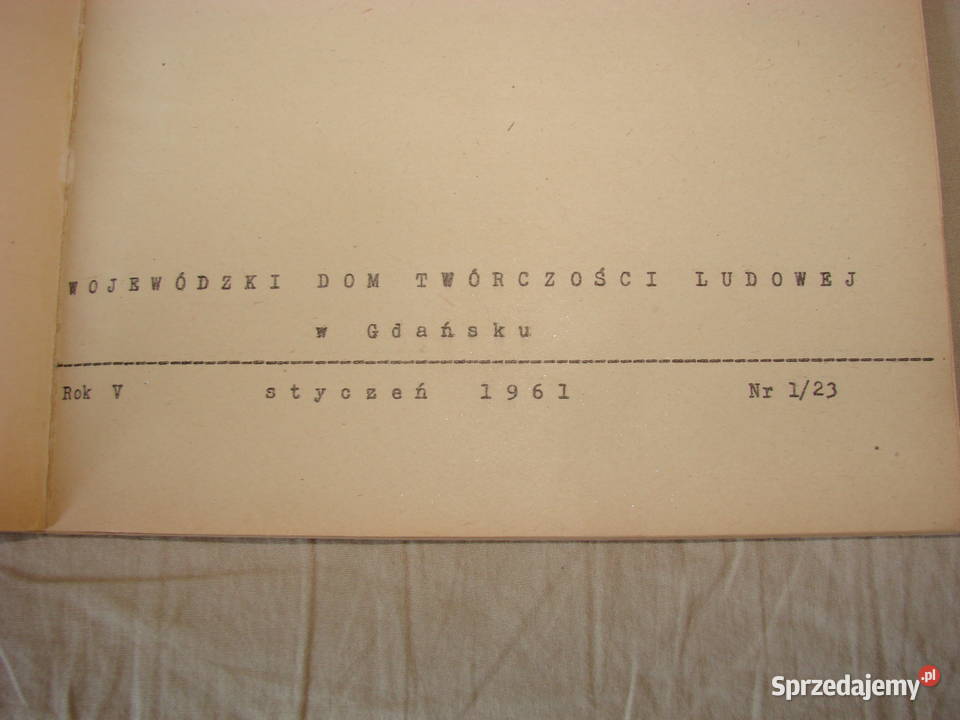 WOJEWÓDZKI DOM TWÓRCZOŚCI LUDOWEJ
w Gdańsku
Rok V styczeń 1961 Nr 1/23
Sprzedajemy.pl